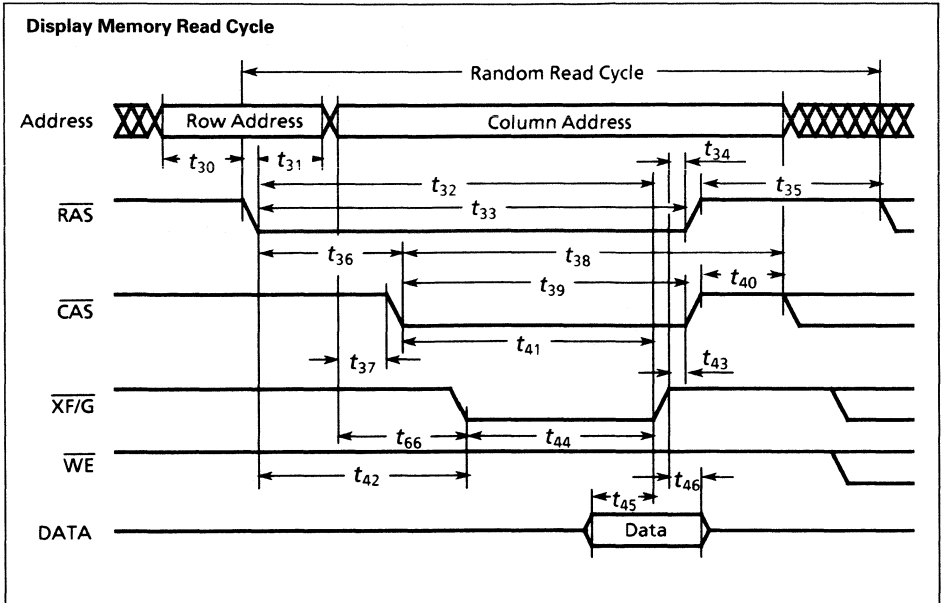 Display Memory Read Cycle
Random Read Cycle
Address
Row Address
Column Address
t30
t31
t34
t32
t35
RAS
t33
t36
t38
t39
t40
CAS
t41
t37
t43
XF/G
t66
t44
WE
t42
t46
t45
DATA
Data